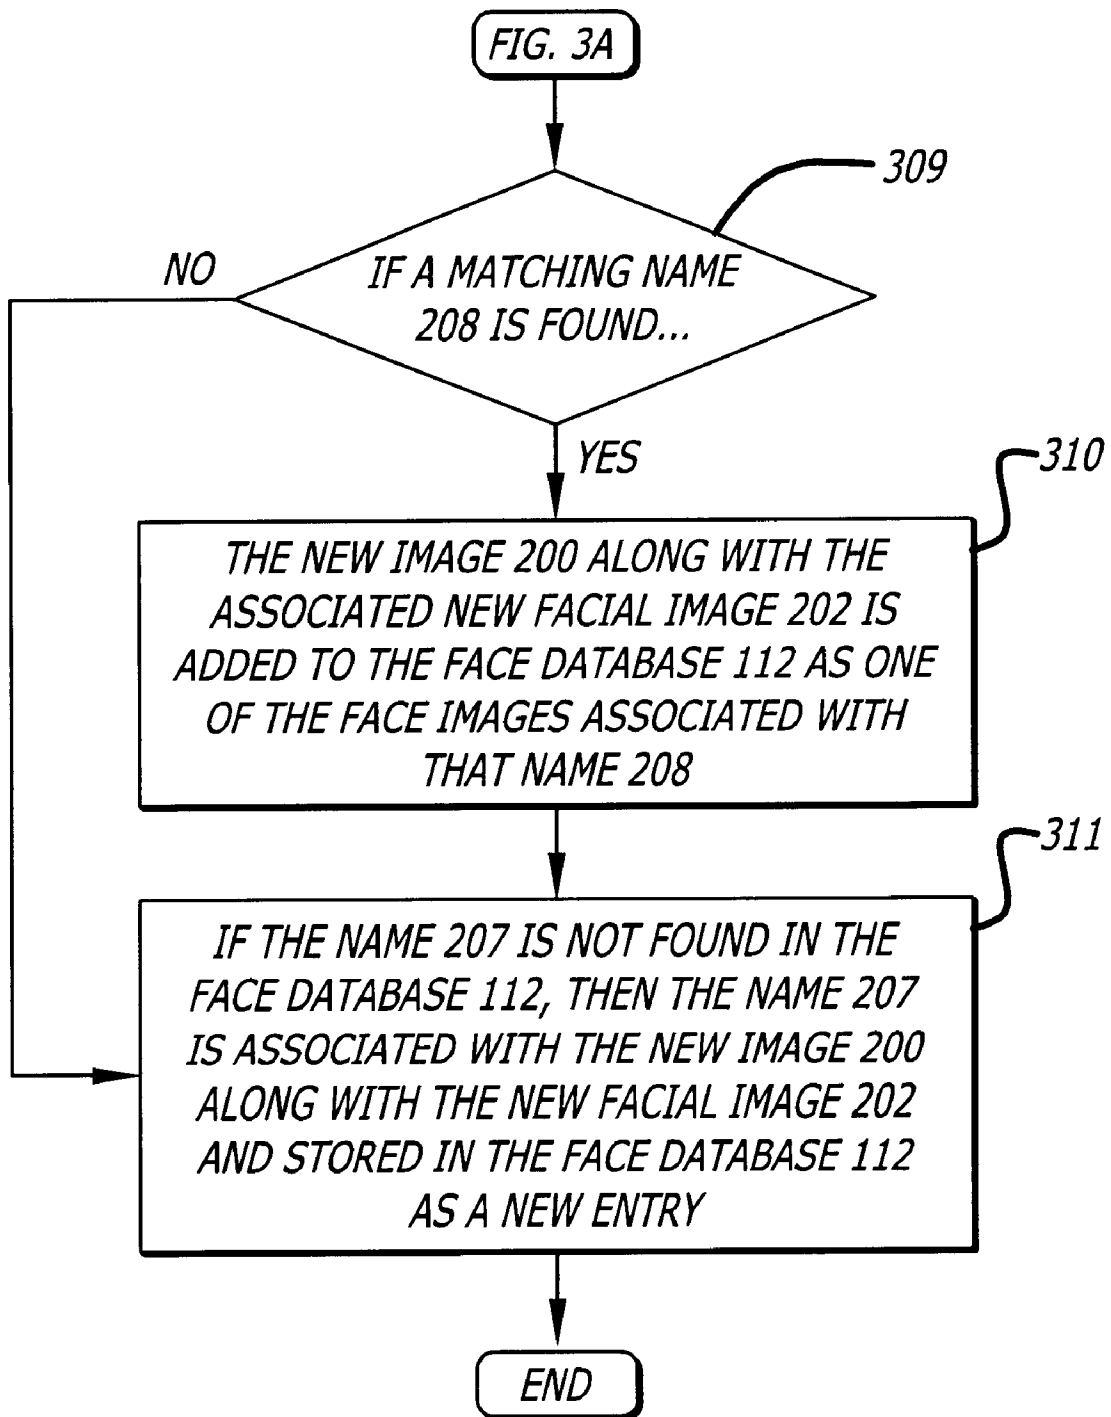 FIG. 3A
309
NO
IF A MATCHING NAME
208 IS FOUND...
YES
310
THE NEW IMAGE 200 ALONG WITH THE
ASSOCIATED NEW FACIAL IMAGE 202 IS
ADDED TO THE FACE DATABASE 112 AS ONE
OF THE FACE IMAGES ASSOCIATED WITH
THAT NAME 208
311
IF THE NAME 207 IS NOT FOUND IN THE
FACE DATABASE 112, THEN THE NAME 207
IS ASSOCIATED WITH THE NEW IMAGE 200
ALONG WITH THE NEW FACIAL IMAGE 202
AND STORED IN THE FACE DATABASE 112
AS A NEW ENTRY
END